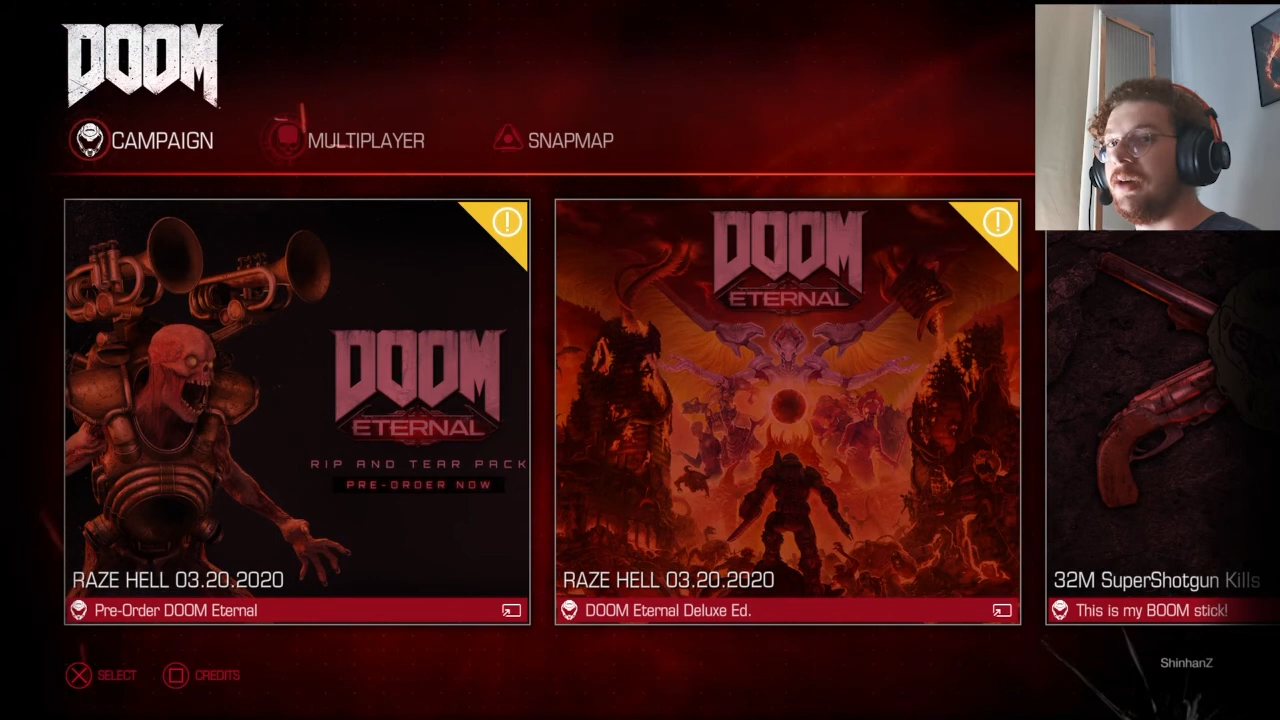 DOOM
CAMPAIGN
MULTIPLAYER
SNAPMAP
DOOM
ETERNAL
RIP AND TEAR PACK
PRE-ORDER NOW
RAZE HELL 03.20.2020
Pre-Order DOOM Eternal
DOOM
ETERNAL
RAZE HELL 03.20.2020
DOOM Eternal Deluxe Ed.
32M SuperShotgun Kills
This is my BOOM stick!
SELECT
CREDITS
ShinhanZ